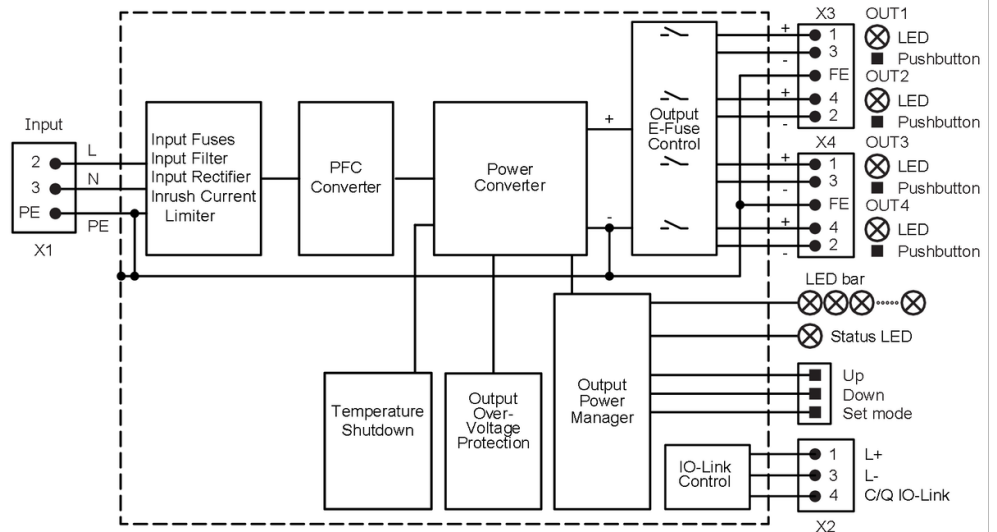 Input
2
L
3
N
PE
PE
X1
Input Fuses
Input Filter
Input Rectifier
Inrush Current
Limiter
PFC
Converter
Power
Converter
+
-
Output
E-Fuse
Control
X3
OUT1
+
1
LED
3
-
Pushbutton
FE
OUT2
+
4
LED
2
-
Pushbutton
X4
OUT3
+
1
LED
3
-
Pushbutton
FE
OUT4
+
4
LED
2
-
Pushbutton
LED bar
Status LED
Up
Down
Set mode
Temperature
Shutdown
Output
Over-
Voltage
Protection
Output
Power
Manager
IO-Link
Control
1
L+
3
L-
4
C/Q IO-Link
X2